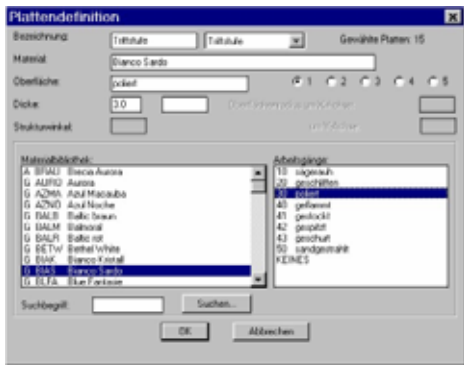 Plattendefinition
Bezeichnung: Trittstufe Trittstufe Gewählte Platten: 15
Material: Bianco Sardo
Oberfläche: poliert 1 2 3 4 5
Dicke: 3.0
Strukturwinkel:
Materialbibliothek: Arbeitsgänge:
A BRAU Breccia Aurora 10 sägerauh
G AURO Aurora 20 geschliffen
G AZMA Azul Macauba 30 poliert
G AZNO Azul Noche 40 geflammt
G BALB Baltic braun 41 gestockt
G BALM Balmoral 42 gespitzt
G BALR Baltic rot 43 gescharrt
G BETW Bethel White 50 sandgestrahlt
G BIAK Bianco Kristall KEINES
G BIAS Bianco Sardo
G BLFA Blue Fantasie
Suchbegriff: Suchen...
OK Abbrechen